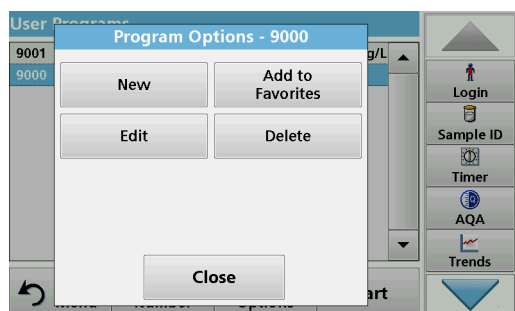 User Programs
Program Options - 9000
9001
g/L
9000
New
Add to
Favorites
Edit
Delete
Close
Login
Sample ID
Timer
AQA
Trends